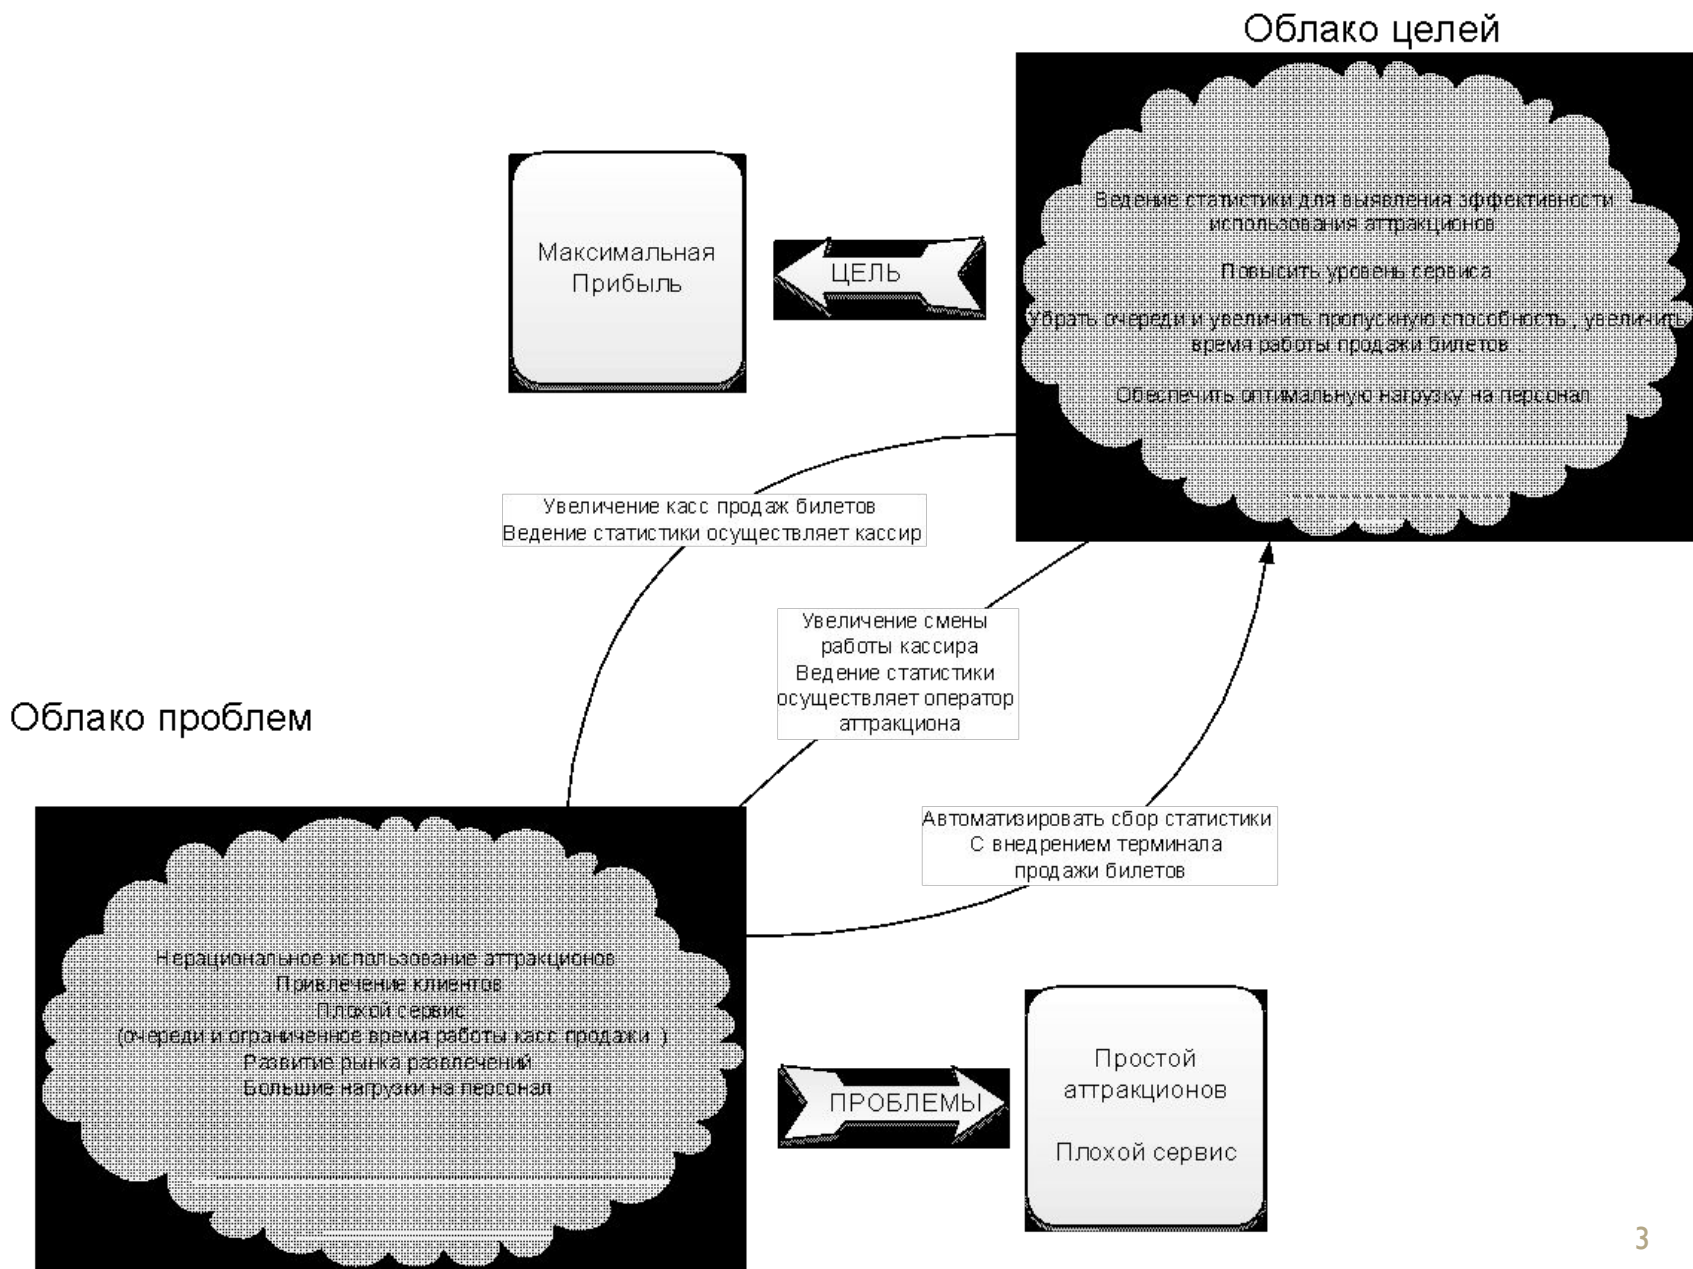 Облако целей
Ведение статистики для выявления эффективности
использования аттракционов
Повысить уровень сервиса
Убрать очереди и увеличить пропускную способность , увеличить
время работы продажи билетов .
Обеспечить оптимальную нагрузку на персонал
Максимальная
Прибыль
ЦЕЛЬ
Увеличение касс продаж билетов
Ведение статистики осуществляет кассир
Увеличение смены
работы кассира
Ведение статистики
осуществляет оператор
аттракциона
Автоматизировать сбор статистики
С внедрением терминала
продажи билетов
Облако проблем
Нерациональное использование аттракционов
Привлечение клиентов
Плохой сервис
(очереди и ограниченное время работы касс продажи )
Развитие рынка развлечений
Большие нагрузки на персонал
ПРОБЛЕМЫ
Простой
аттракционов
Плохой сервис
3